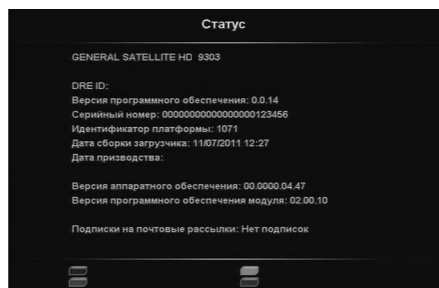 Статус
GENERAL SATELLITE HD 9303
DRE ID:
Версия программного обеспечения: 0.0.14
Серийный номер: 00000000000000000123456
Идентификатор платформы: 1071
Дата сборки загрузчика: 11/07/2011 12:27
Дата призводства:
Версия аппаратного обеспечения: 00.0000.04.47
Версия программного обеспечения модуля: 02.00.10
Подписки на почтовые рассылки: Нет подписок